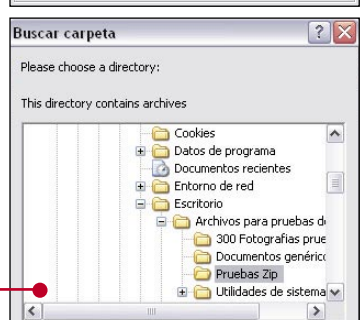 Buscar carpeta
Please choose a directory:
This directory contains archives
Cookies
Datos de programa
Documentos recientes
Entorno de red
Escritorio
Archivos para pruebas d
300 Fotografias prue
Documentos genéric
Pruebas Zip
Utilidades de sistema